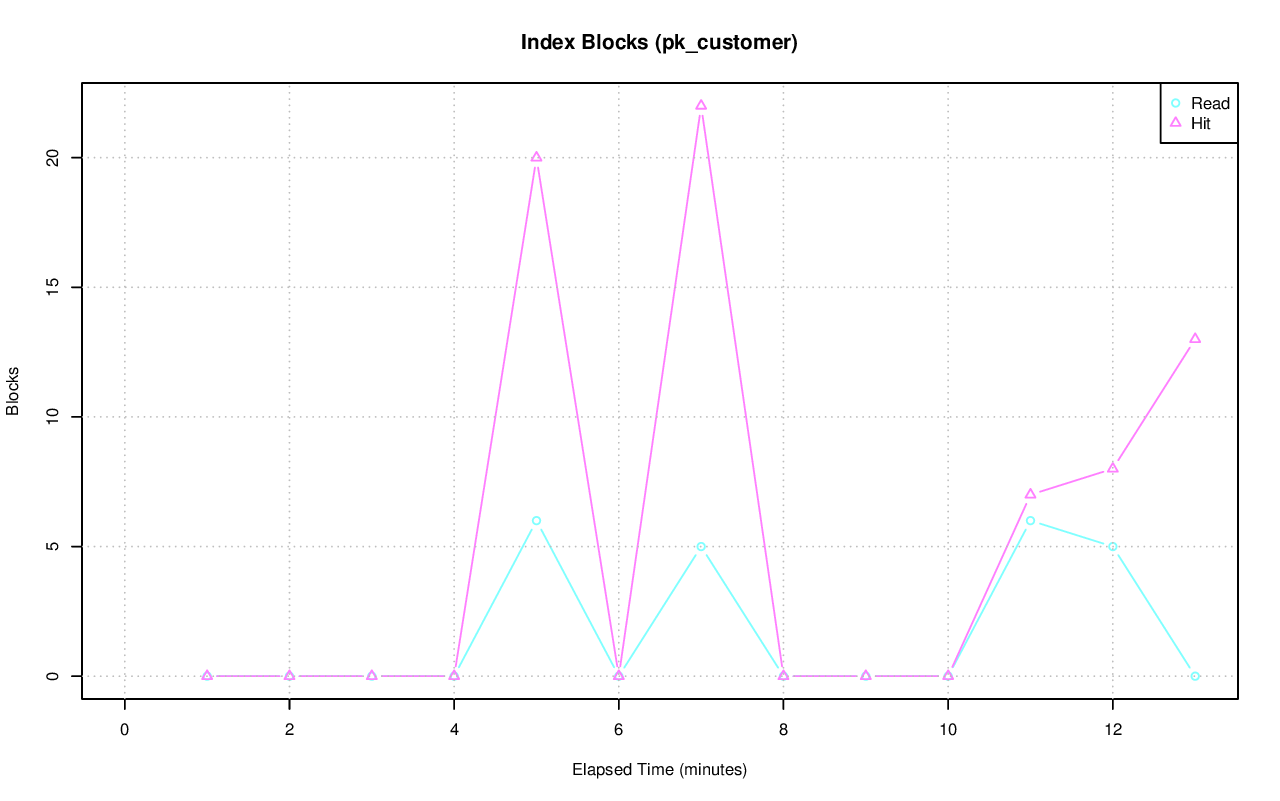 Index Blocks (pk_customer)
Read
Hit
Blocks
20
15
10
5
0
0 2 4 6 8 10 12
Elapsed Time (minutes)